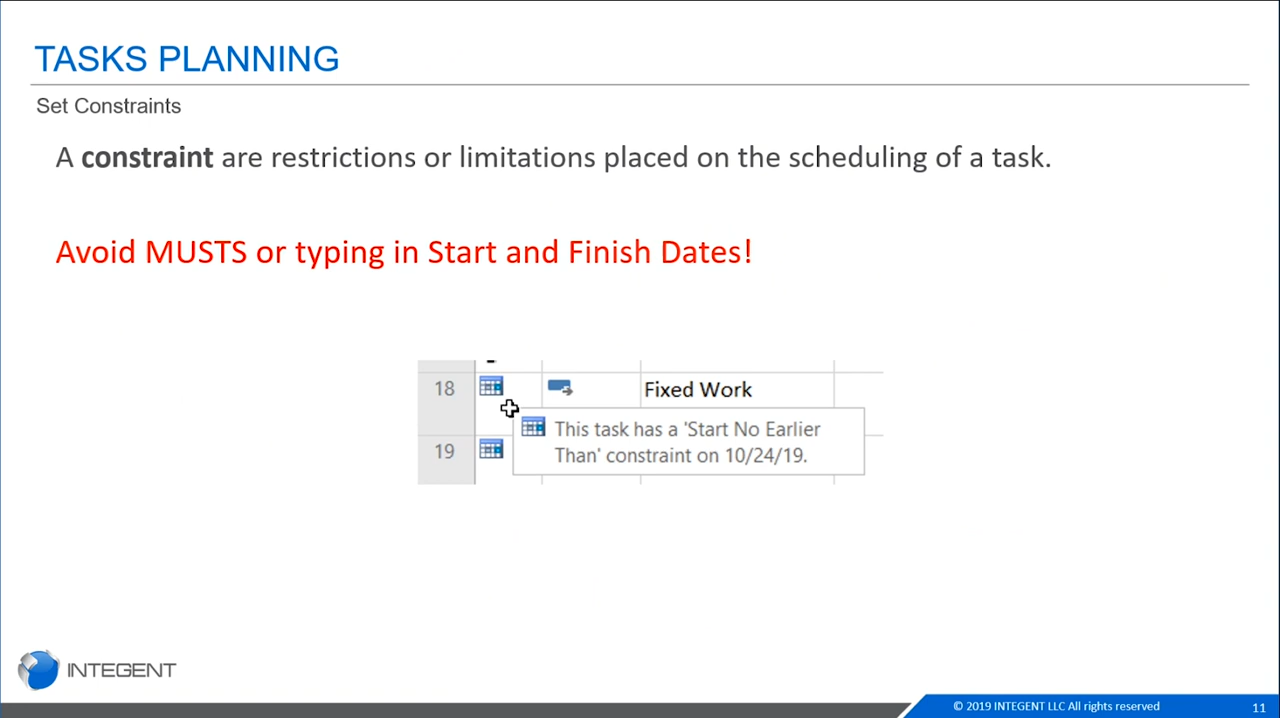 TASKS PLANNING
Set Constraints
A constraint are restrictions or limitations placed on the scheduling of a task.
Avoid MUSTS or typing in Start and Finish Dates!
18
Fixed Work
This task has a 'Start No Earlier
Than' constraint on 10/24/19.
19
INTEGENT
© 2019 INTEGENT LLC All rights reserved
11